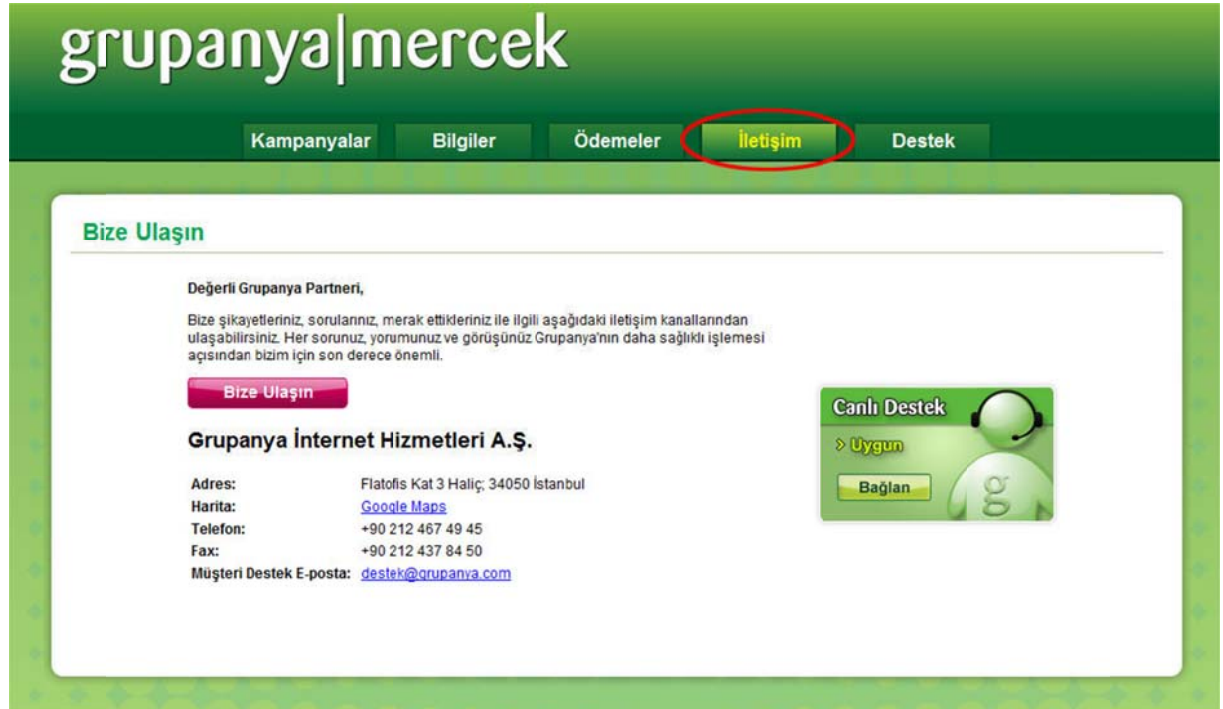 grupanya|mercek
Kampanyalar Bilgiler Ödemeler İletişim Destek
Bize Ulaşın
Değerli Grupanya Partneri,
Bize şikayetleriniz, sorularınız, merak ettikleriniz ile ilgili aşağıdaki iletişim kanallarından
ulaşabilirsiniz. Her sorunuz, yorumunuz ve görüşünüz Grupanya'nın daha sağlıklı işlemesi
açısından bizim için son derece önemli.
Bize Ulaşın
Grupanya İnternet Hizmetleri A.Ş.
Adres: Flatofis Kat 3 Haliç; 34050 İstanbul
Harita: Google Maps
Telefon: +90 212 467 49 45
Fax: +90 212 437 84 50
Müşteri Destek E-posta: destek@grupanya.com
Canlı Destek
> Uygun
Bağlan
g